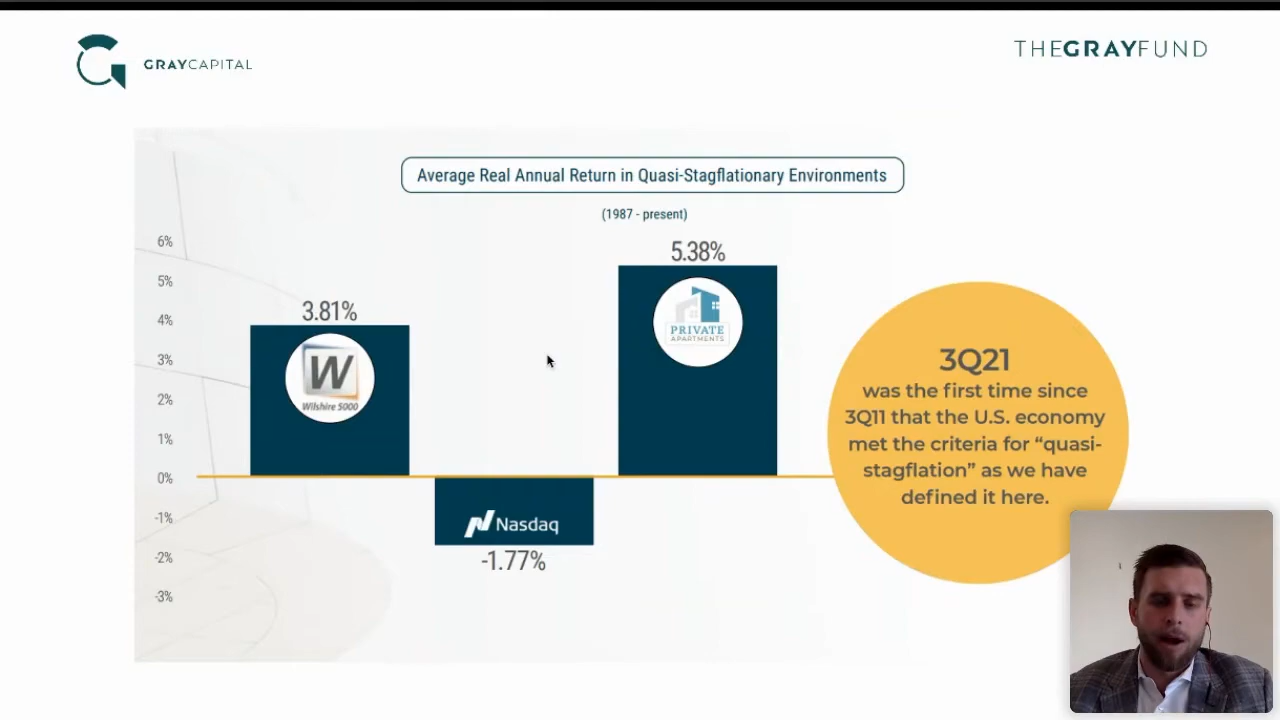 GRAYCAPITAL
THEGRAYFUND
Average Real Annual Return in Quasi-Stagflationary Environments
(1987 - present)
6%
5%
4%
3%
2%
1%
0%
-1%
-2%
-3%
3.81%
W
Wilshire 5000
Nasdaq
-1.77%
5.38%
PRIVATE
APARTMENTS
3Q21
was the first time since
3Q11 that the U.S. economy
met the criteria for “quasi-
stagflation” as we have
defined it here.